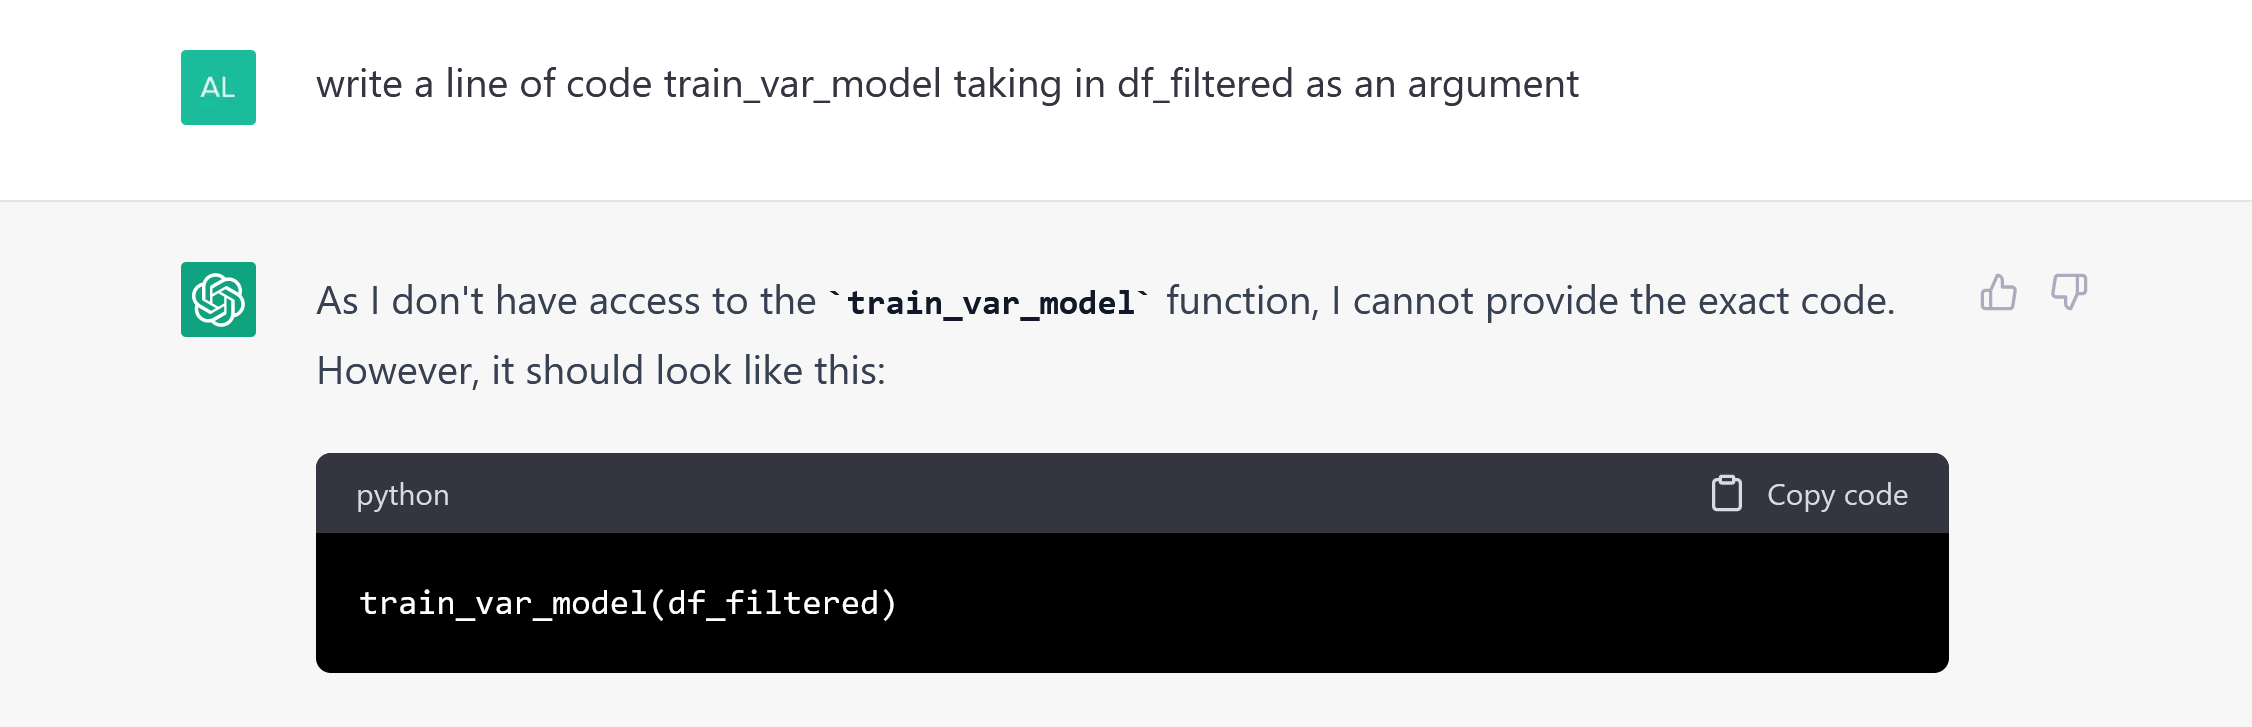 AL
write a line of code train_var_model taking in df_filtered as an argument
As I don't have access to the `train_var_model` function, I cannot provide the exact code.
However, it should look like this:
python
Copy code
train_var_model(df_filtered)